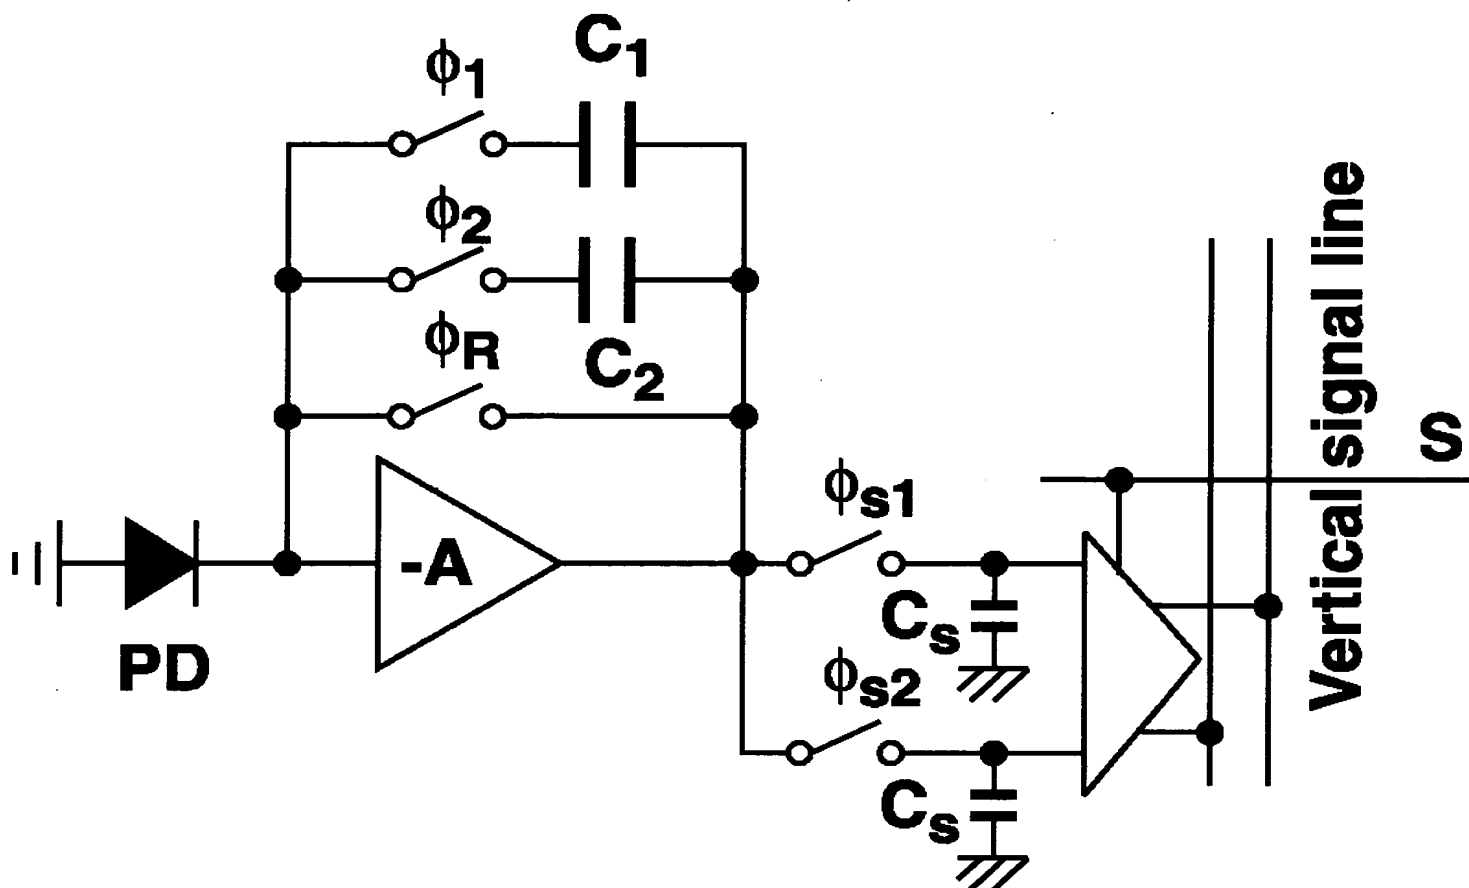 C1
ϕ1
ϕ2
ϕR
C2
Vertical signal line
S
ϕs1
-A
Cs
PD
ϕs2
Cs